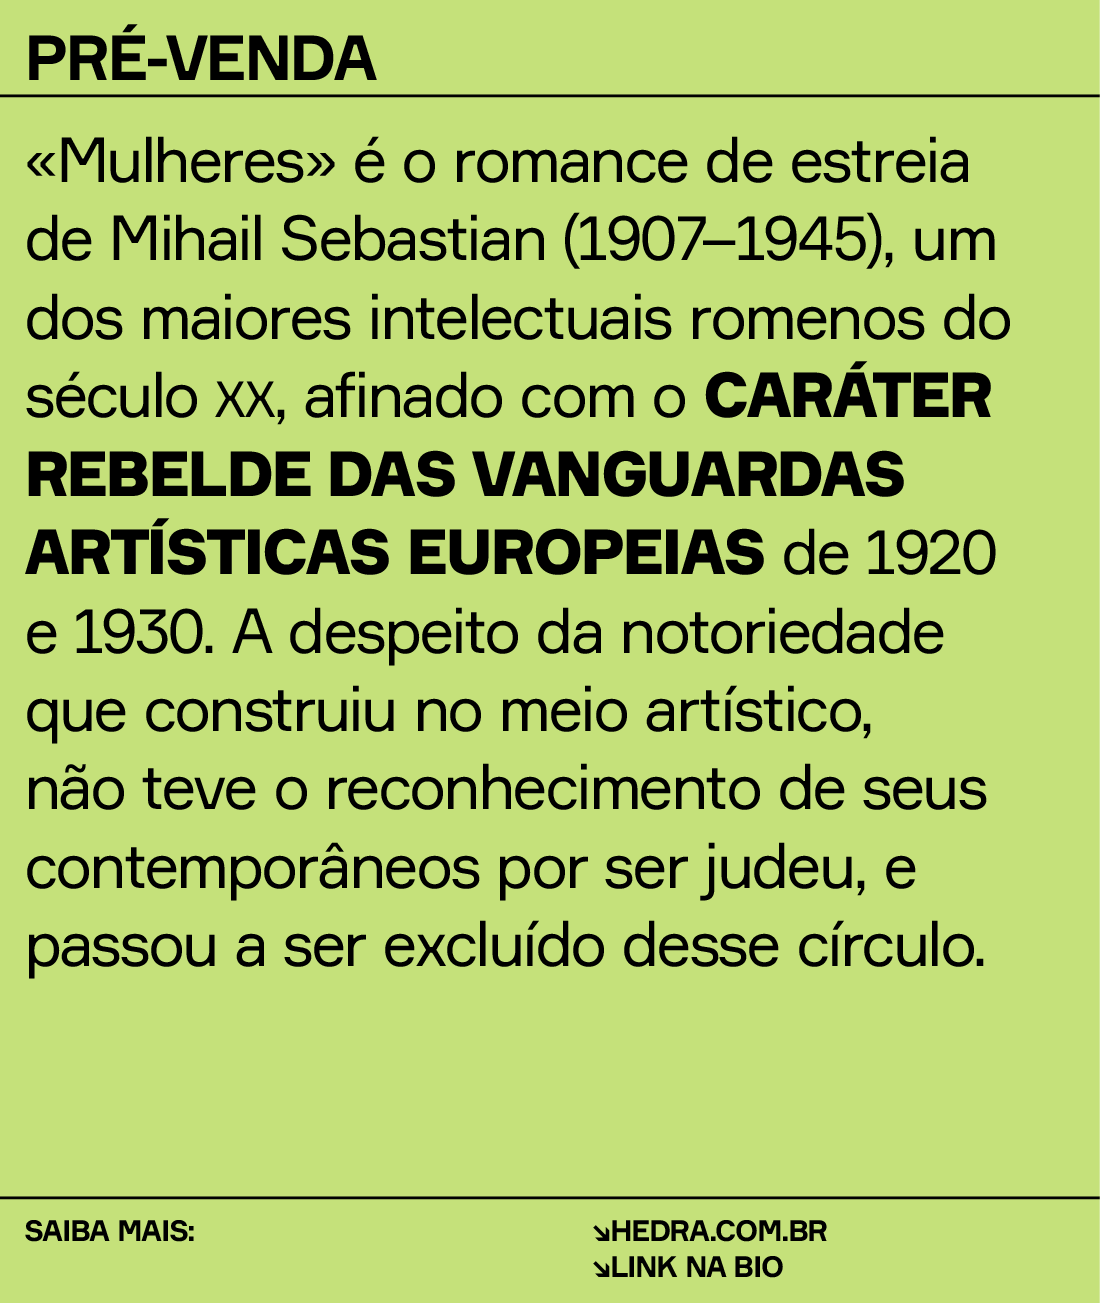 PRÉ-VENDA
«Mulheres» é o romance de estreia
de Mihail Sebastian (1907–1945), um
dos maiores intelectuais romenos do
século XX, afinado com o CARÁTER
REBELDE DAS VANGUARDAS
ARTÍSTICAS EUROPEIAS de 1920
e 1930. A despeito da notoriedade
que construiu no meio artístico,
não teve o reconhecimento de seus
contemporâneos por ser judeu, e
passou a ser excluído desse círculo.
SAIBA MAIS:
↘HEDRA.COM.BR
↘LINK NA BIO